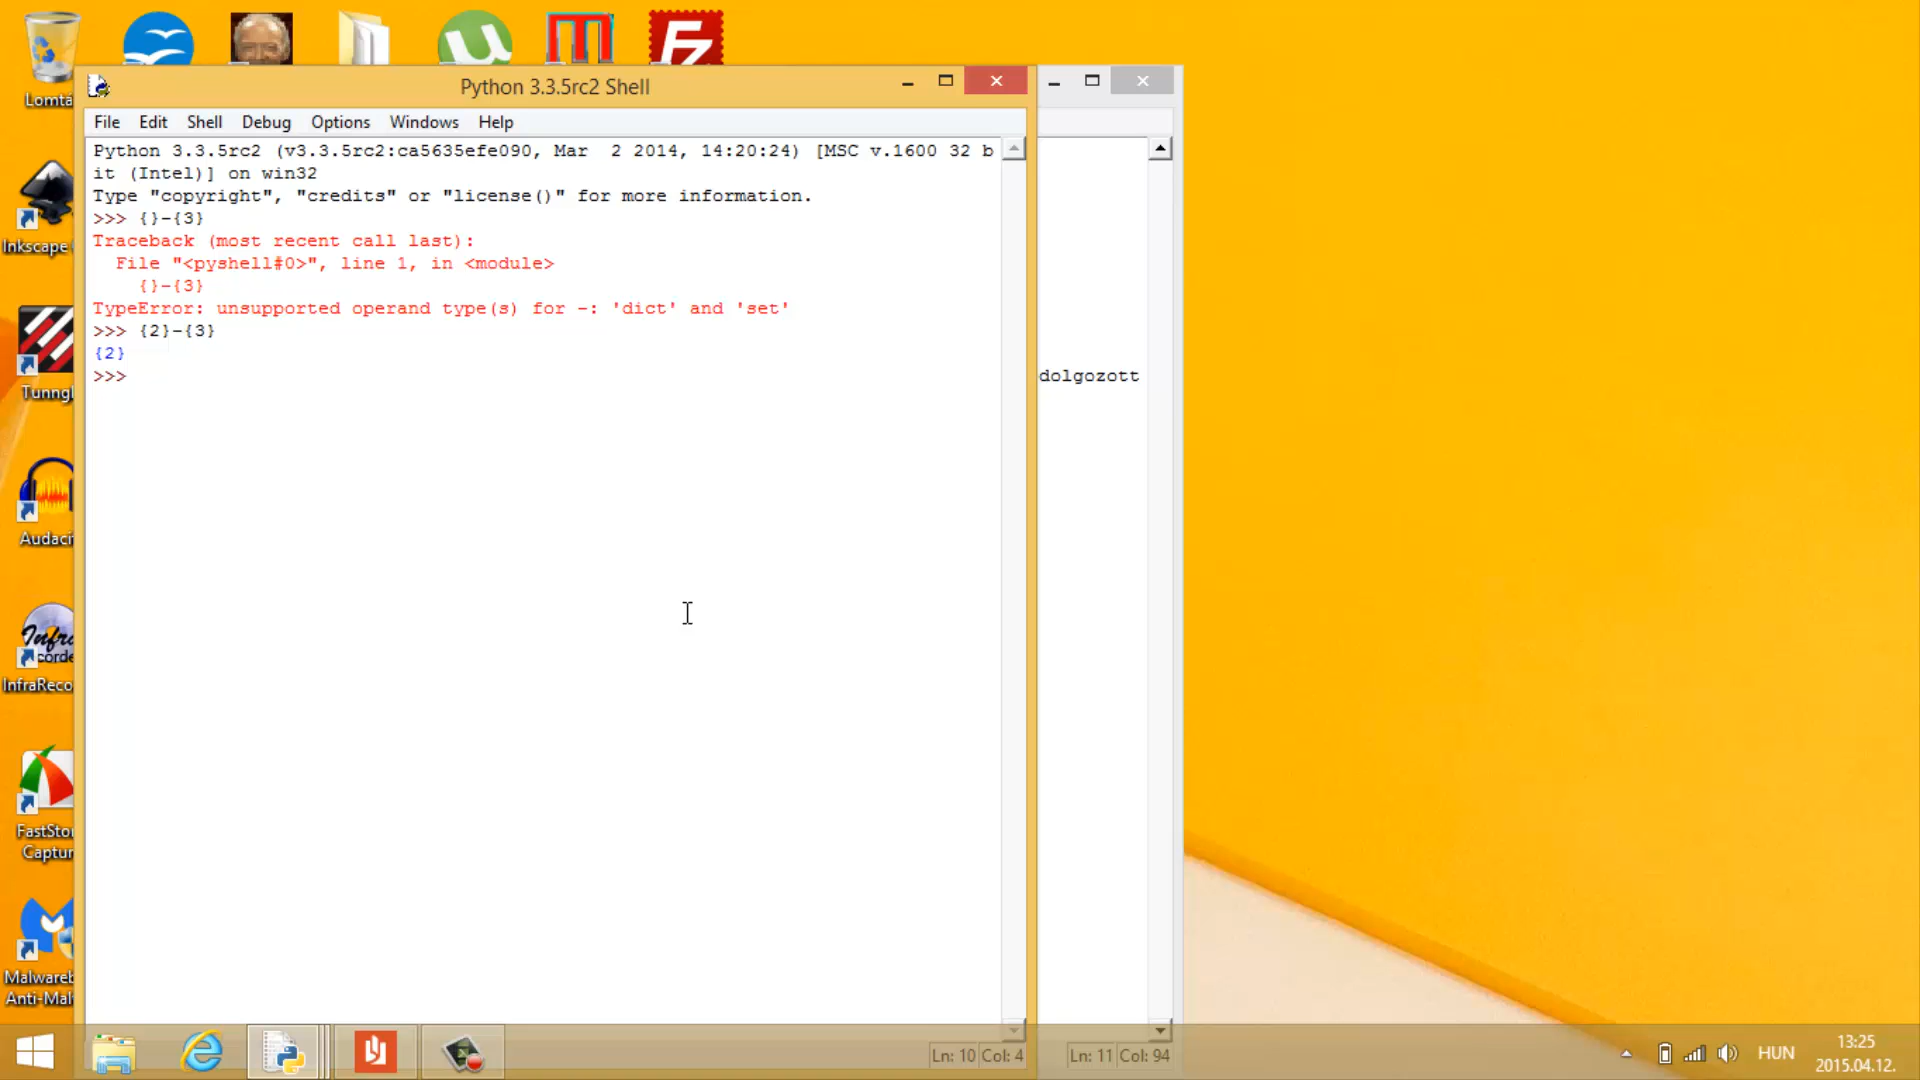 Python 3.3.5rc2 Shell
File Edit Shell Debug Options Windows Help
Python 3.3.5rc2 (v3.3.5rc2:ca5635efe090, Mar  2 2014, 14:20:24) [MSC v.1600 32 b
it (Intel)] on win32
Type "copyright", "credits" or "license()" for more information.
>>> {}-{3}
Traceback (most recent call last):
  File "<pyshell#0>", line 1, in <module>
    {}-{3}
TypeError: unsupported operand type(s) for -: 'dict' and 'set'
>>> {2}-{3}
{2}
>>>
dolgozott
Ln: 10 Col: 4
Ln: 11 Col: 94
Lomtá
Inkscape
Tunngl
Audaci
Infra
corde
InfraReco
FastSto
Captur
Malwareb
Anti-Mal
HUN
13:25
2015.04.12.